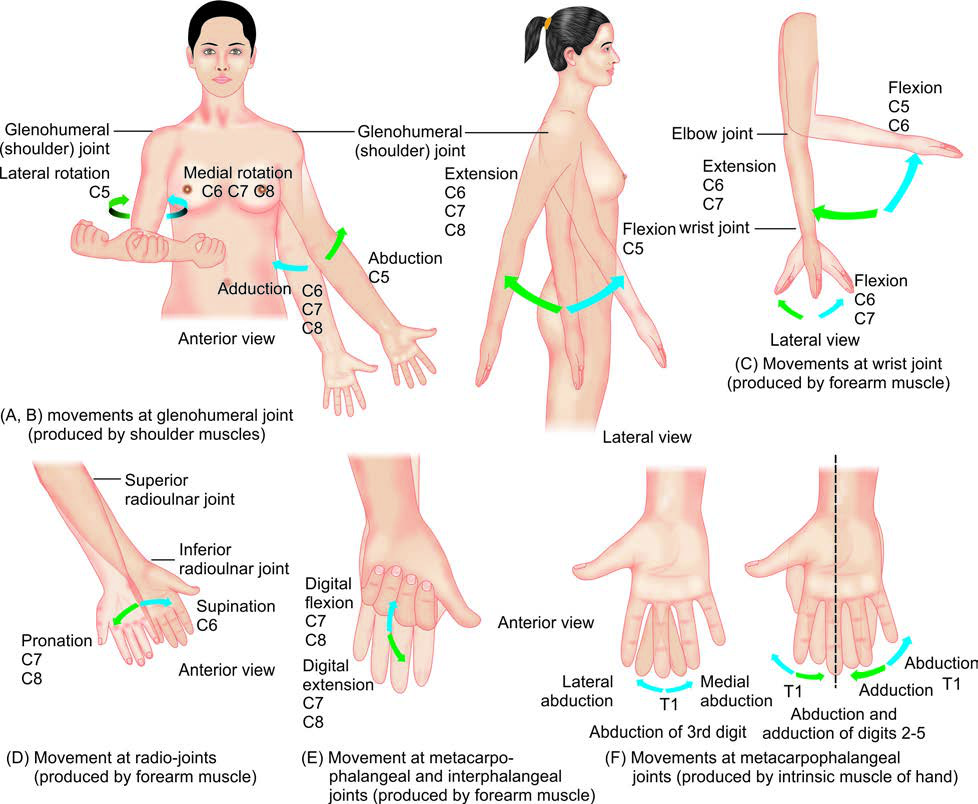 Glenohumeral
(shoulder) joint
Lateral rotation
C5
Medial rotation
C6 C7 C8
Abduction
C5
Adduction
C6
C7
C8
Anterior view
(A, B) movements at glenohumeral joint
(produced by shoulder muscles)
Glenohumeral
(shoulder) joint
Extension
C6
C7
C8
Flexion
C5
Lateral view
Flexion
C5
C6
Elbow joint
Extension
C6
C7
wrist joint
Flexion
C6
C7
Lateral view
(C) Movements at wrist joint
(produced by forearm muscle)
Superior
radioulnar joint
Inferior
radioulnar joint
Supination
C6
Pronation
C7
C8
Anterior view
(D) Movement at radio-joints
(produced by forearm muscle)
Digital
flexion
C7
C8
Digital
extension
C7
C8
(E) Movement at metacarpo-
phalangeal and interphalangeal
joints (produced by forearm muscle)
Anterior view
Lateral
abduction
T1
Medial
abduction
Abduction of 3rd digit
T1
Adduction
Abduction
T1
Abduction and
adduction of digits 2-5
(F) Movements at metacarpophalangeal
joints (produced by intrinsic muscle of hand)